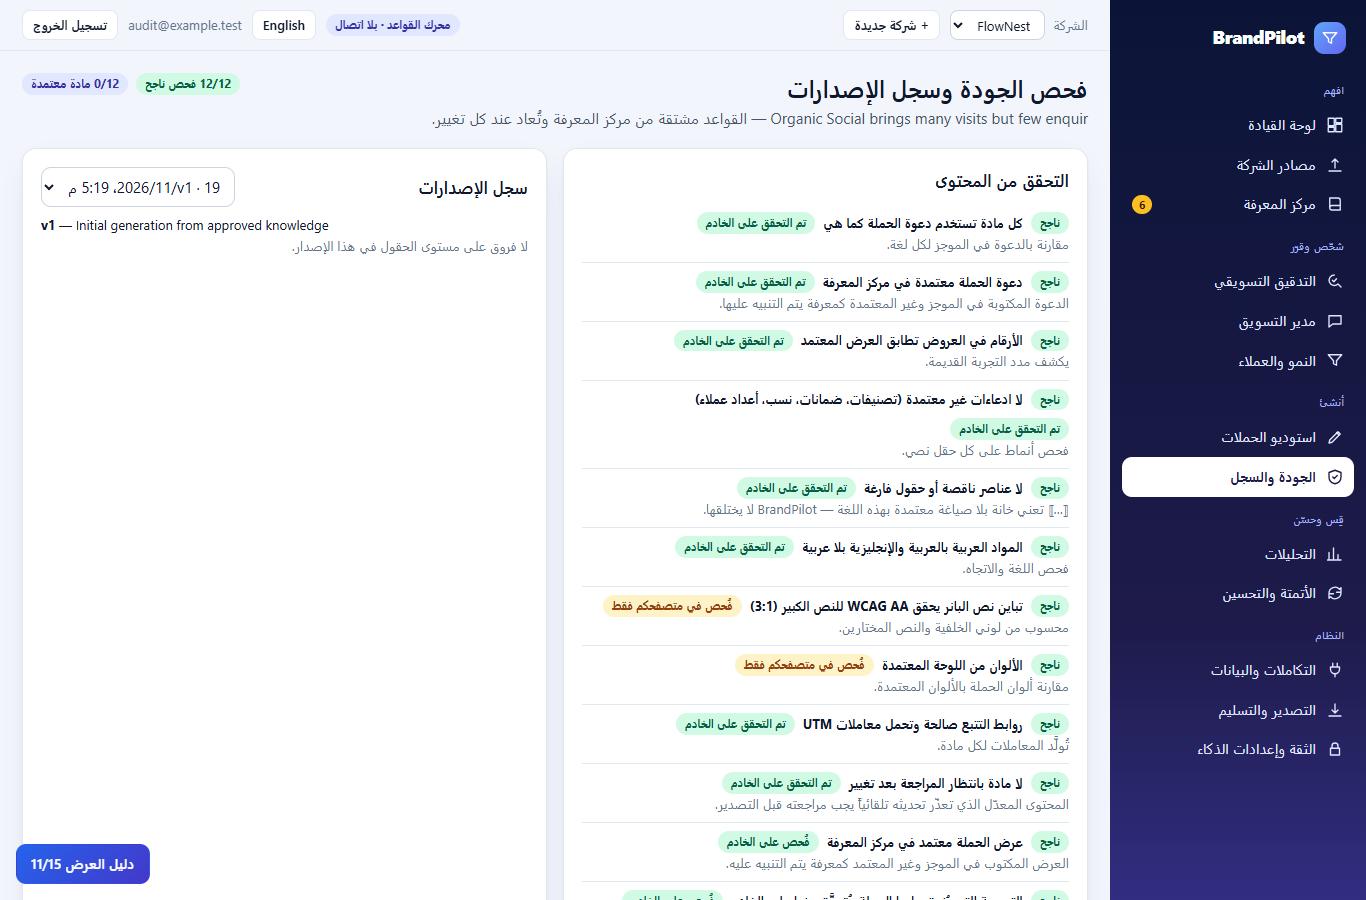 BrandPilot
افهم
لوحة القيادة
مصادر الشركة
مركز المعرفة
6
شخّص وقرّر
التدقيق التسويقي
مدير التسويق
النمو والعملاء
أنشئ
استوديو الحملات
الجودة والسجل
قِس وحسّن
التحليلات
الأتمتة والتحسين
النظام
التكاملات والبيانات
التصدير والتسليم
الثقة وإعدادات الذكاء
الشركة
FlowNest
+ شركة جديدة
محرك القواعد · بلا اتصال
English
audit@example.test
تسجيل الخروج
فحص الجودة وسجل الإصدارات
12/12 فحص ناجح
0/12 مادة معتمدة
Organic Social brings many visits but few enquir — القواعد مشتقة من مركز المعرفة وتُعاد عند كل تغيير.
التحقق من المحتوى
ناجح كل مادة تستخدم دعوة الحملة كما هي تم التحقق على الخادم
مقارنة بالدعوة في الموجز لكل لغة.
ناجح دعوة الحملة معتمدة في مركز المعرفة تم التحقق على الخادم
الدعوة المكتوبة في الموجز وغير المعتمدة كمعرفة يتم التنبيه عليها.
ناجح الأرقام في العروض تطابق العرض المعتمد تم التحقق على الخادم
يكشف مدد التجربة القديمة.
ناجح لا ادعاءات غير معتمدة (تصنيفات، ضمانات، نسب، أعداد عملاء)
تم التحقق على الخادم
فحص أنماط على كل حقل نصي.
ناجح لا عناصر ناقصة أو حقول فارغة تم التحقق على الخادم
⟦…⟧ تعني خانة بلا صياغة معتمدة بهذه اللغة — BrandPilot لا يختلقها.
ناجح المواد العربية بالعربية والإنجليزية بلا عربية تم التحقق على الخادم
فحص اللغة والاتجاه.
ناجح تباين نص البانر يحقق WCAG AA للنص الكبير (3:1) فُحص في متصفحكم فقط
محسوب من لوني الخلفية والنص المختارين.
ناجح الألوان من اللوحة المعتمدة فُحص في متصفحكم فقط
مقارنة ألوان الحملة بالألوان المعتمدة.
ناجح روابط التتبع صالحة وتحمل معاملات UTM تم التحقق على الخادم
تُولَّد المعاملات لكل مادة.
ناجح لا مادة بانتظار المراجعة بعد تغيير تم التحقق على الخادم
المحتوى المعدّل الذي تعذّر تحديثه تلقائياً يجب مراجعته قبل التصدير.
ناجح عرض الحملة معتمد في مركز المعرفة فُحص على الخادم
العرض المكتوب في الموجز وغير المعتمد كمعرفة يتم التنبيه عليه.
سجل الإصدارات
v1 · 19/11/2026، 5:19 م
v1 — Initial generation from approved knowledge
لا فروق على مستوى الحقول في هذا الإصدار.
دليل العرض 11/15